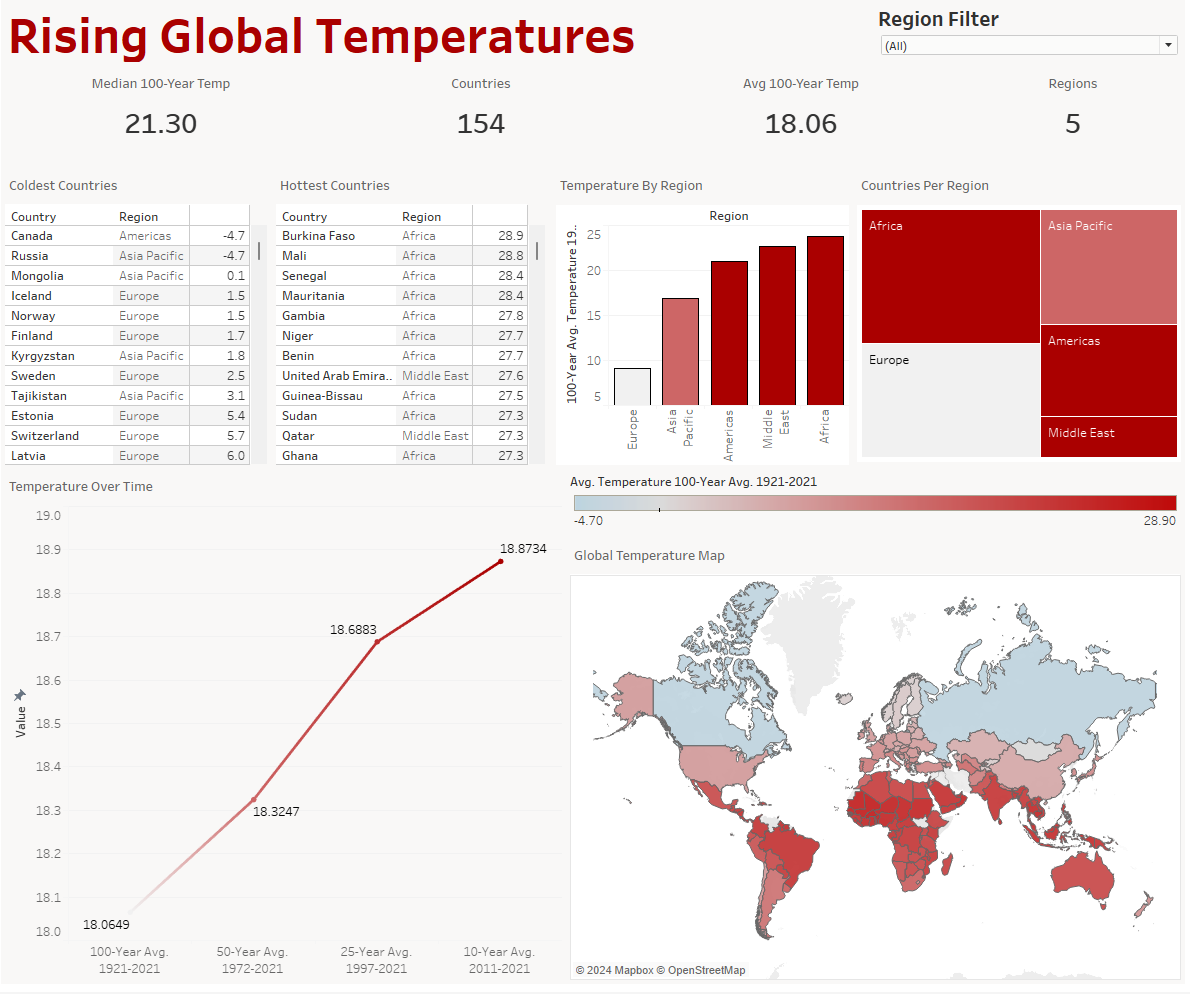 Rising Global Temperatures
Region Filter
(All)
Median 100-Year Temp
21.30
Countries
154
Avg 100-Year Temp
18.06
Regions
5
Coldest Countries
Country Region
Canada Americas -4.7
Russia Asia Pacific -4.7
Mongolia Asia Pacific 0.1
Iceland Europe 1.5
Norway Europe 1.5
Finland Europe 1.7
Kyrgyzstan Asia Pacific 1.8
Sweden Europe 2.5
Tajikistan Asia Pacific 3.1
Estonia Europe 5.4
Switzerland Europe 5.7
Latvia Europe 6.0
Hottest Countries
Country Region
Burkina Faso Africa 28.9
Mali Africa 28.8
Senegal Africa 28.4
Mauritania Africa 28.4
Gambia Africa 27.8
Niger Africa 27.7
Benin Africa 27.7
United Arab Emira.. Middle East 27.6
Guinea-Bissau Africa 27.5
Sudan Africa 27.3
Qatar Middle East 27.3
Ghana Africa 27.3
Temperature By Region
Region
100-Year Avg. Temperature 19..
25
20
15
10
5
Europe
Asia
Pacific
Americas
Middle
East
Africa
Countries Per Region
Africa
Asia Pacific
Europe
Americas
Middle East
Temperature Over Time
Value
19.0
18.9
18.8
18.7
18.6
18.5
18.4
18.3
18.2
18.1
18.0
18.0649
18.3247
18.6883
18.8734
100-Year Avg.
1921-2021
50-Year Avg.
1972-2021
25-Year Avg.
1997-2021
10-Year Avg.
2011-2021
Avg. Temperature 100-Year Avg. 1921-2021
-4.70 28.90
Global Temperature Map
© 2024 Mapbox © OpenStreetMap